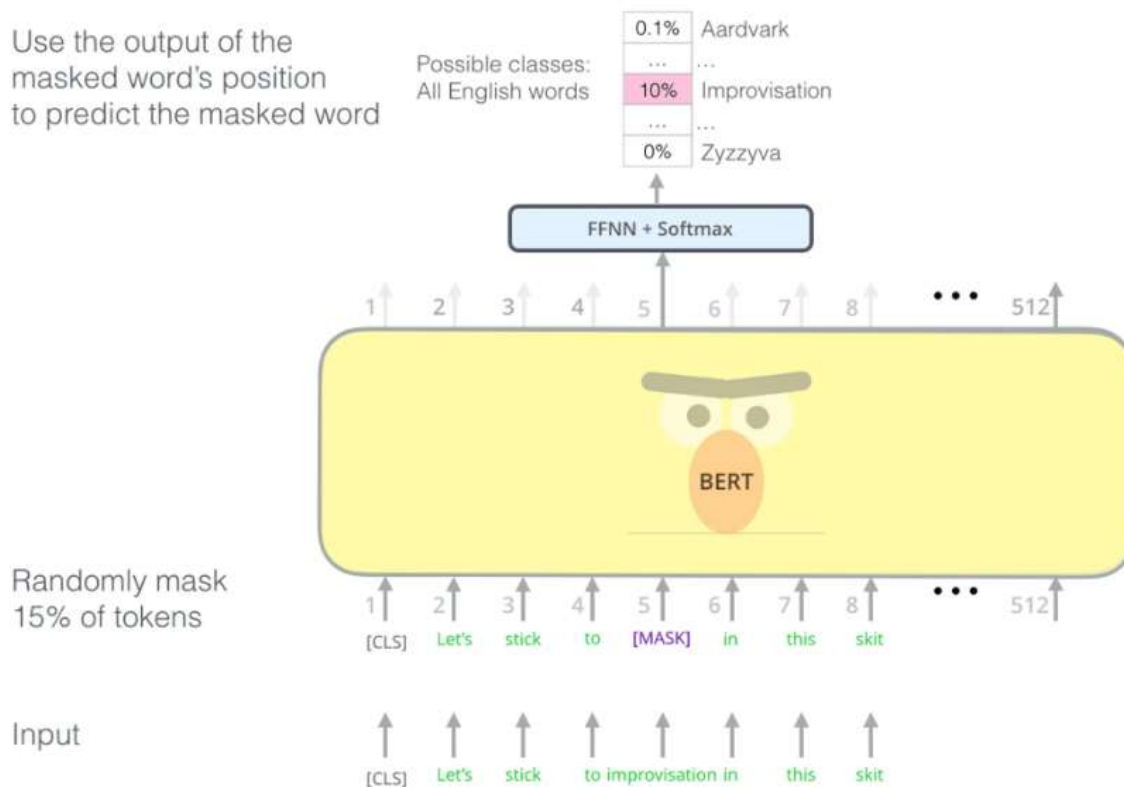 Use the output of the
masked word's position
to predict the masked word
Possible classes:
All English words
0.1% Aardvark
... ...
10% Improvisation
... ...
0% Zyzzyva
FFNN + Softmax
1 2 3 4 5 6 7 8 ••• 512
BERT
Randomly mask
15% of tokens
1 2 3 4 5 6 7 8 ••• 512
[CLS] Let's stick to [MASK] in this skit
Input
[CLS] Let's stick to improvisation in this skit